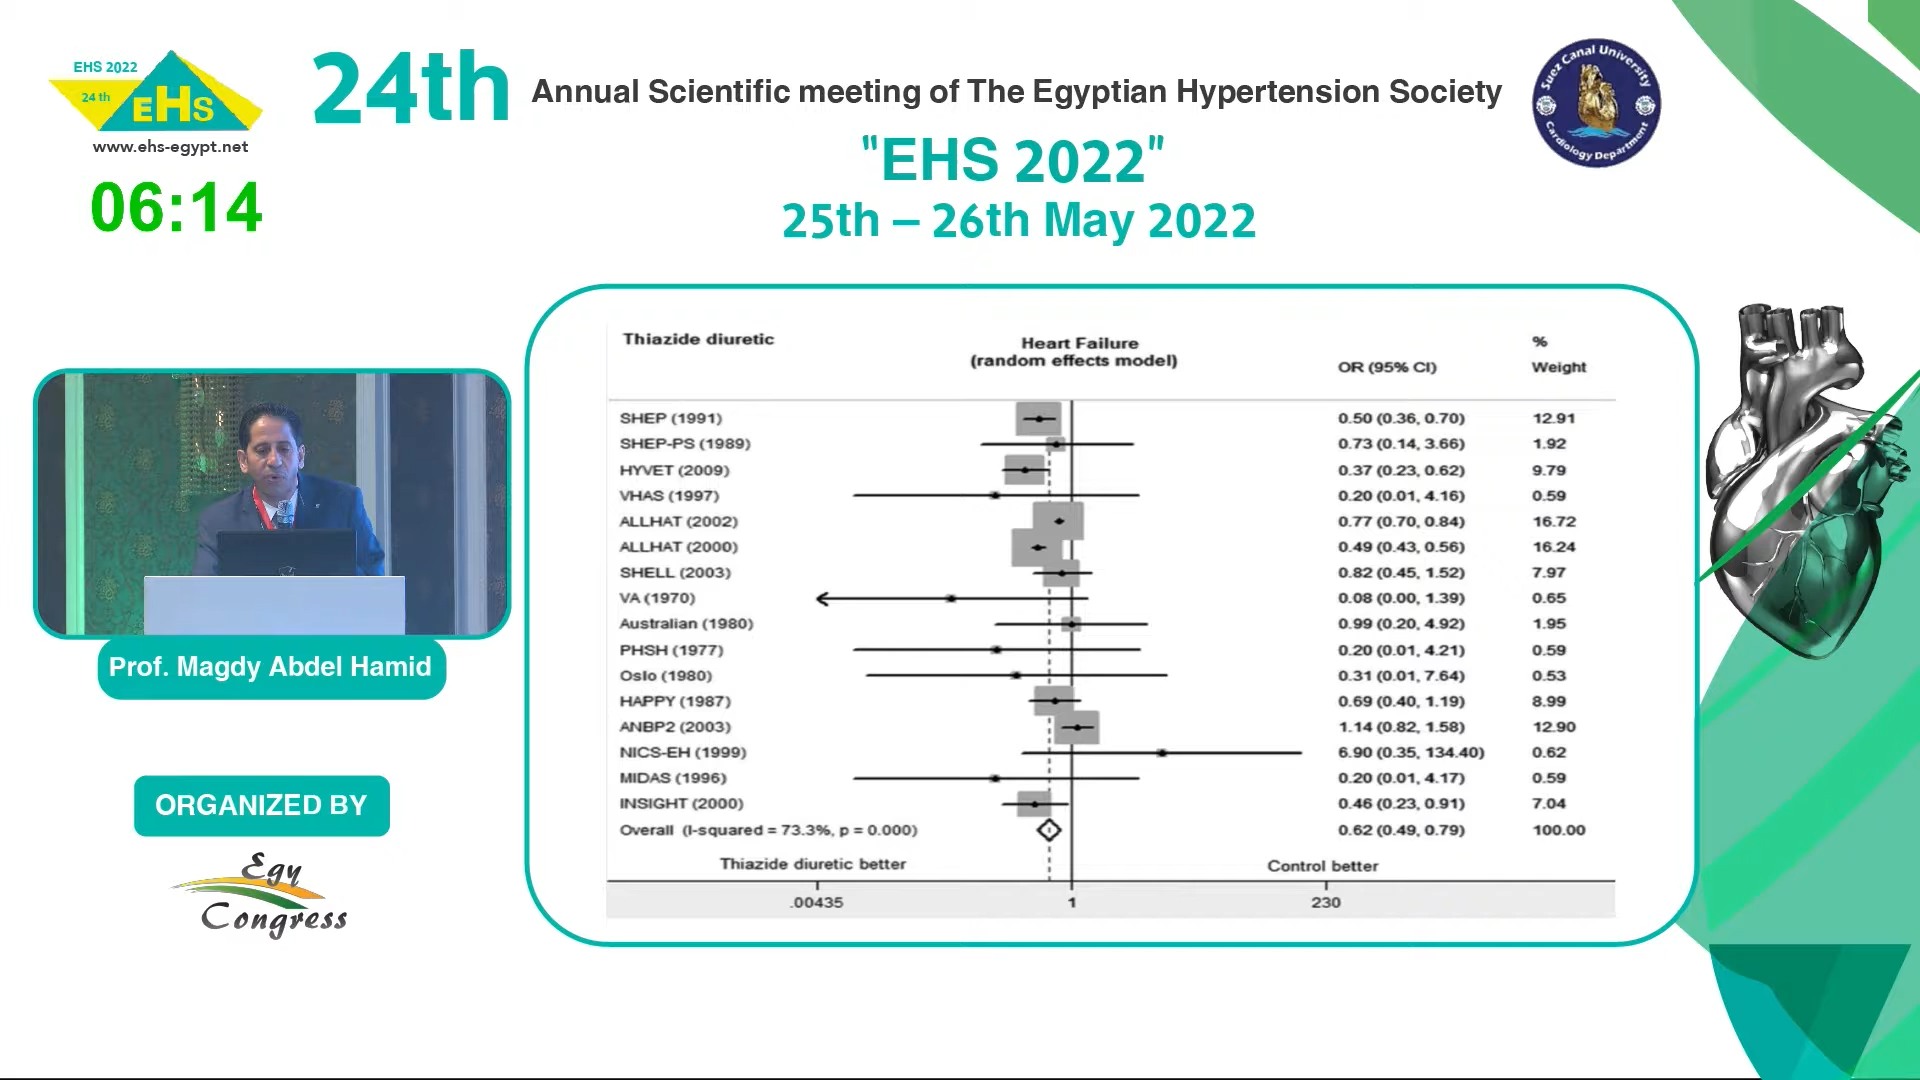 EHS 2022
24 th
EHS
www.ehs-egypt.net
06:14
24th Annual Scientific meeting of The Egyptian Hypertension Society
"EHS 2022"
25th – 26th May 2022
Suez Canal University
Cardiology Department
Prof. Magdy Abdel Hamid
ORGANIZED BY
Egy
Congress
Thiazide diuretic
Heart Failure
(random effects model)
OR (95% CI)
%
Weight
SHEP (1991) 0.50 (0.36, 0.70) 12.91
SHEP-PS (1989) 0.73 (0.14, 3.66) 1.92
HYVET (2009) 0.37 (0.23, 0.62) 9.79
VHAS (1997) 0.20 (0.01, 4.16) 0.59
ALLHAT (2002) 0.77 (0.70, 0.84) 16.72
ALLHAT (2000) 0.49 (0.43, 0.56) 16.24
SHELL (2003) 0.82 (0.45, 1.52) 7.97
VA (1970) 0.08 (0.00, 1.39) 0.65
Australian (1980) 0.99 (0.20, 4.92) 1.95
PHSH (1977) 0.20 (0.01, 4.21) 0.59
Oslo (1980) 0.31 (0.01, 7.64) 0.53
HAPPY (1987) 0.69 (0.40, 1.19) 8.99
ANBP2 (2003) 1.14 (0.82, 1.58) 12.90
NICS-EH (1999) 6.90 (0.35, 134.40) 0.62
MIDAS (1996) 0.20 (0.01, 4.17) 0.59
INSIGHT (2000) 0.46 (0.23, 0.91) 7.04
Overall (I-squared = 73.3%, p = 0.000) 0.62 (0.49, 0.79) 100.00
Thiazide diuretic better Control better
.00435 1 230